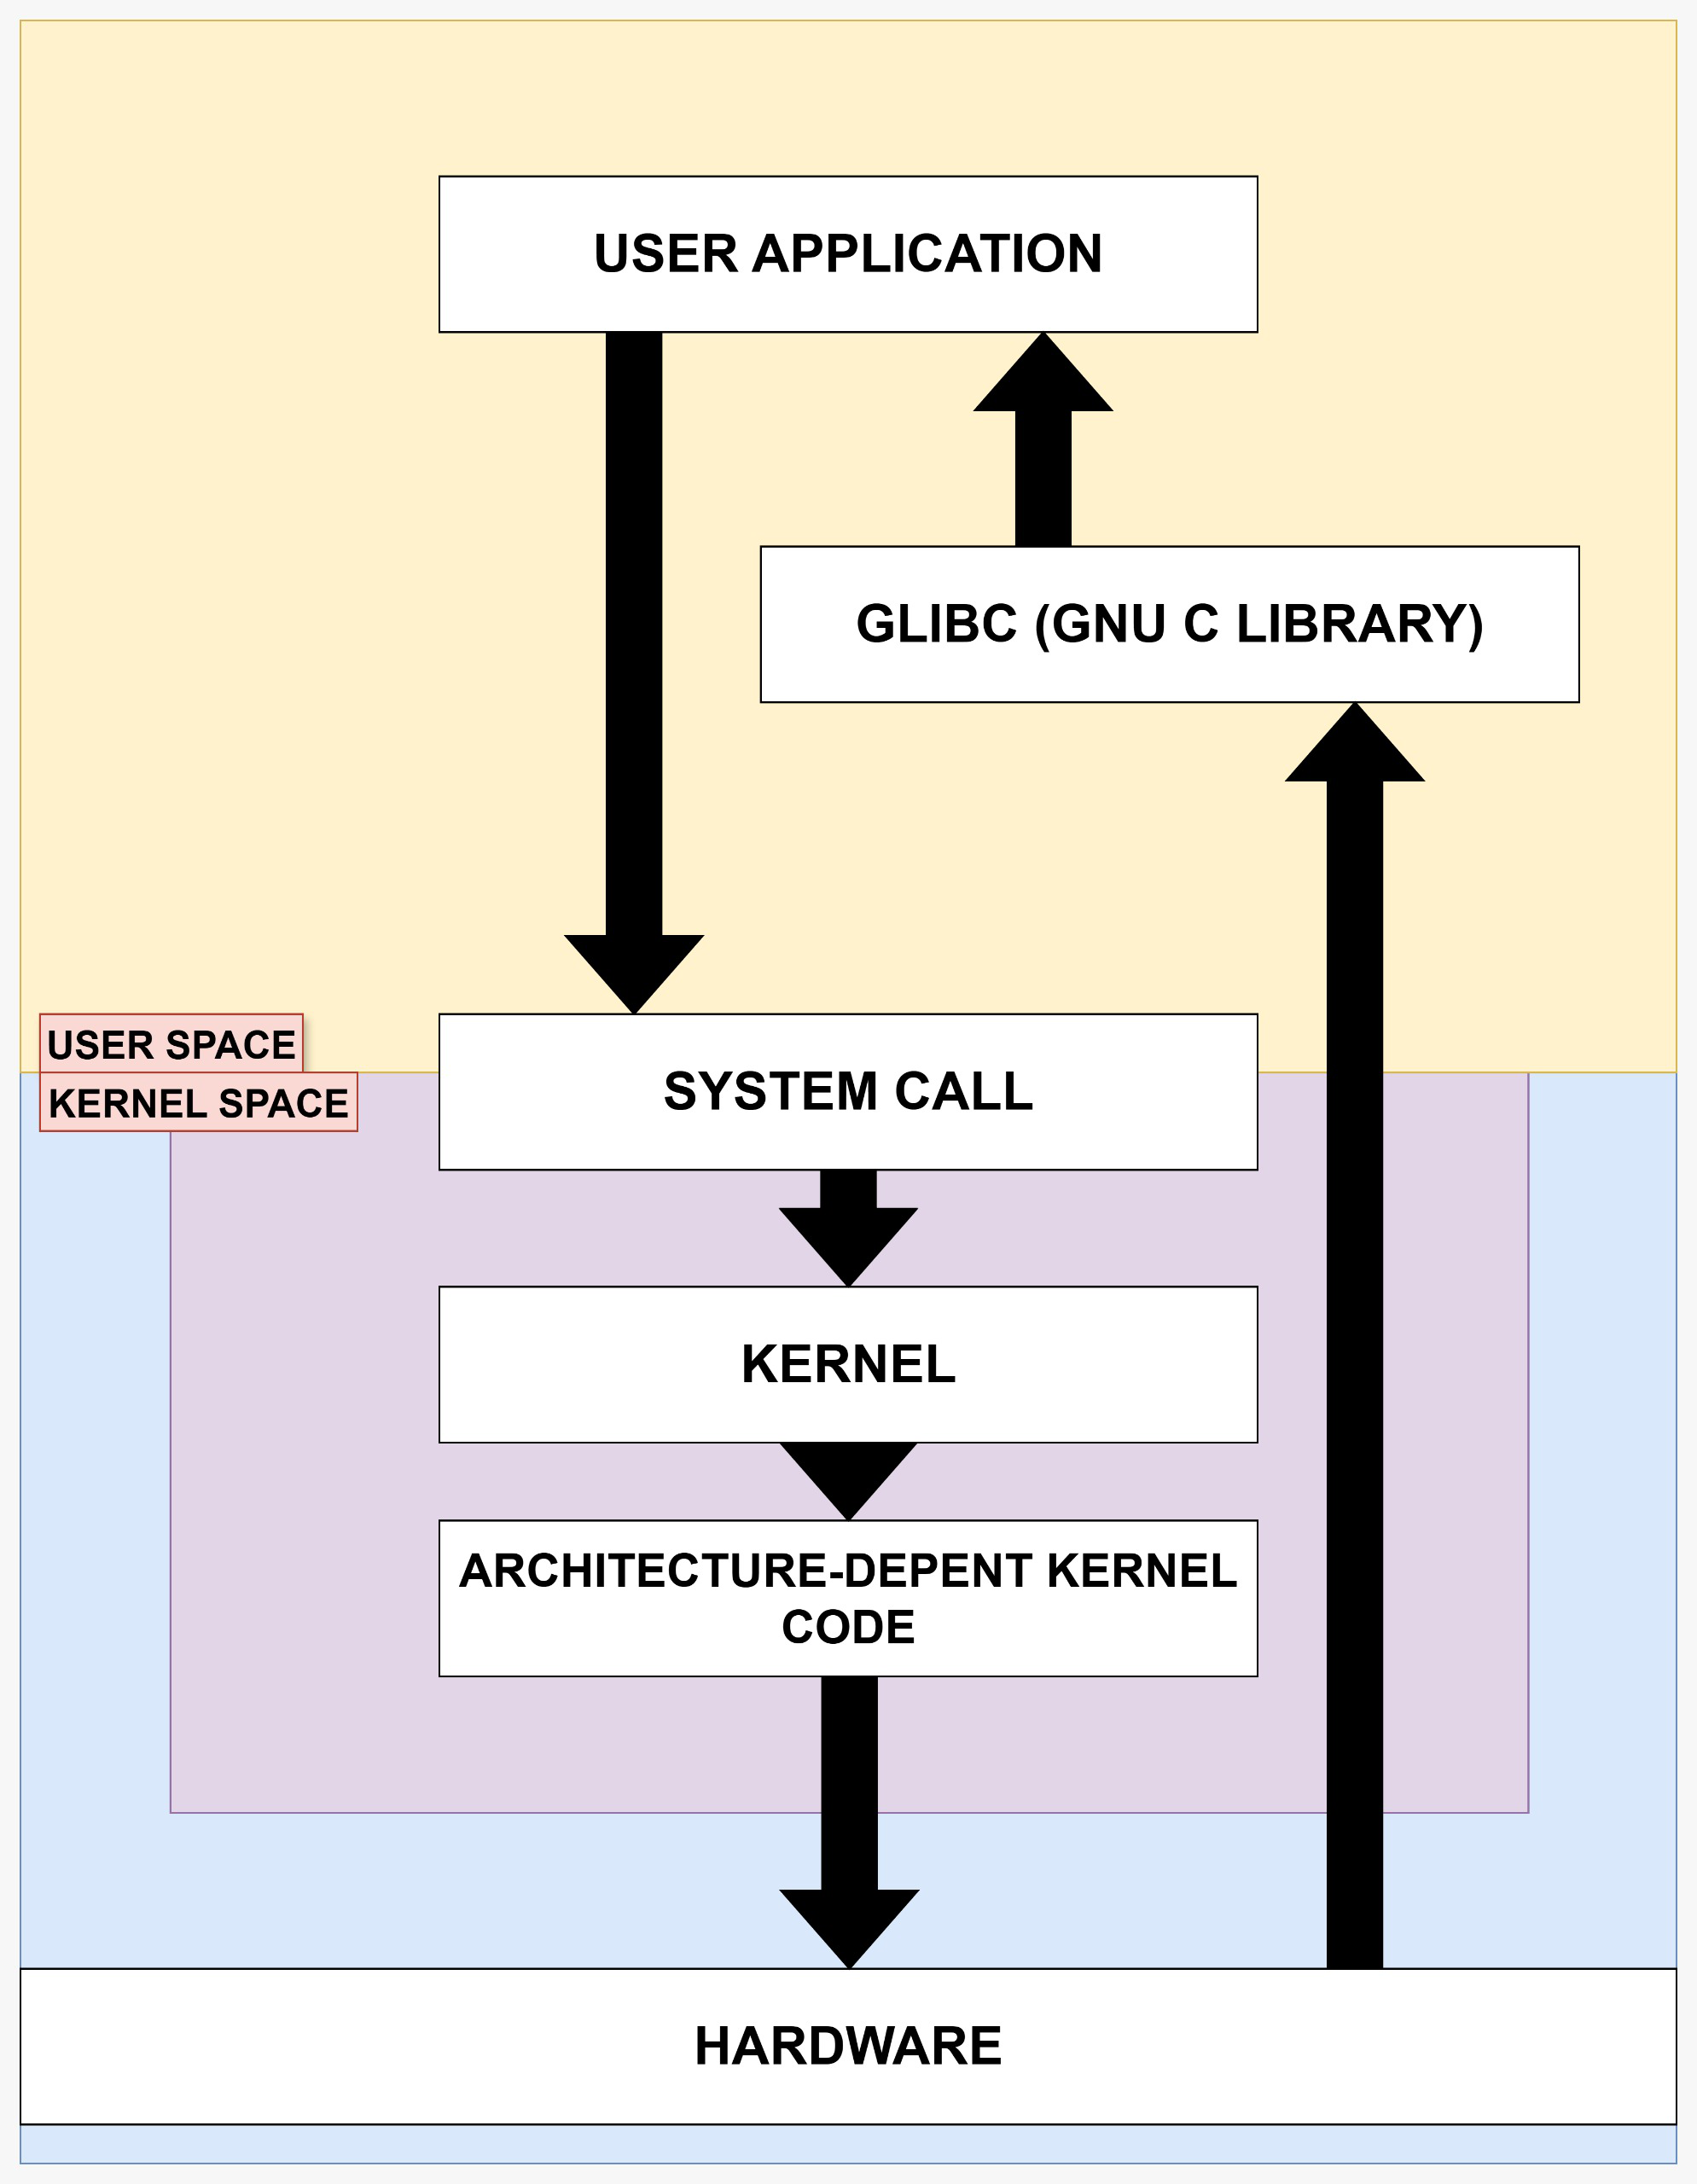 USER APPLICATION
GLIBC (GNU C LIBRARY)
USER SPACE
KERNEL SPACE
SYSTEM CALL
KERNEL
ARCHITECTURE-DEPENT KERNEL
CODE
HARDWARE